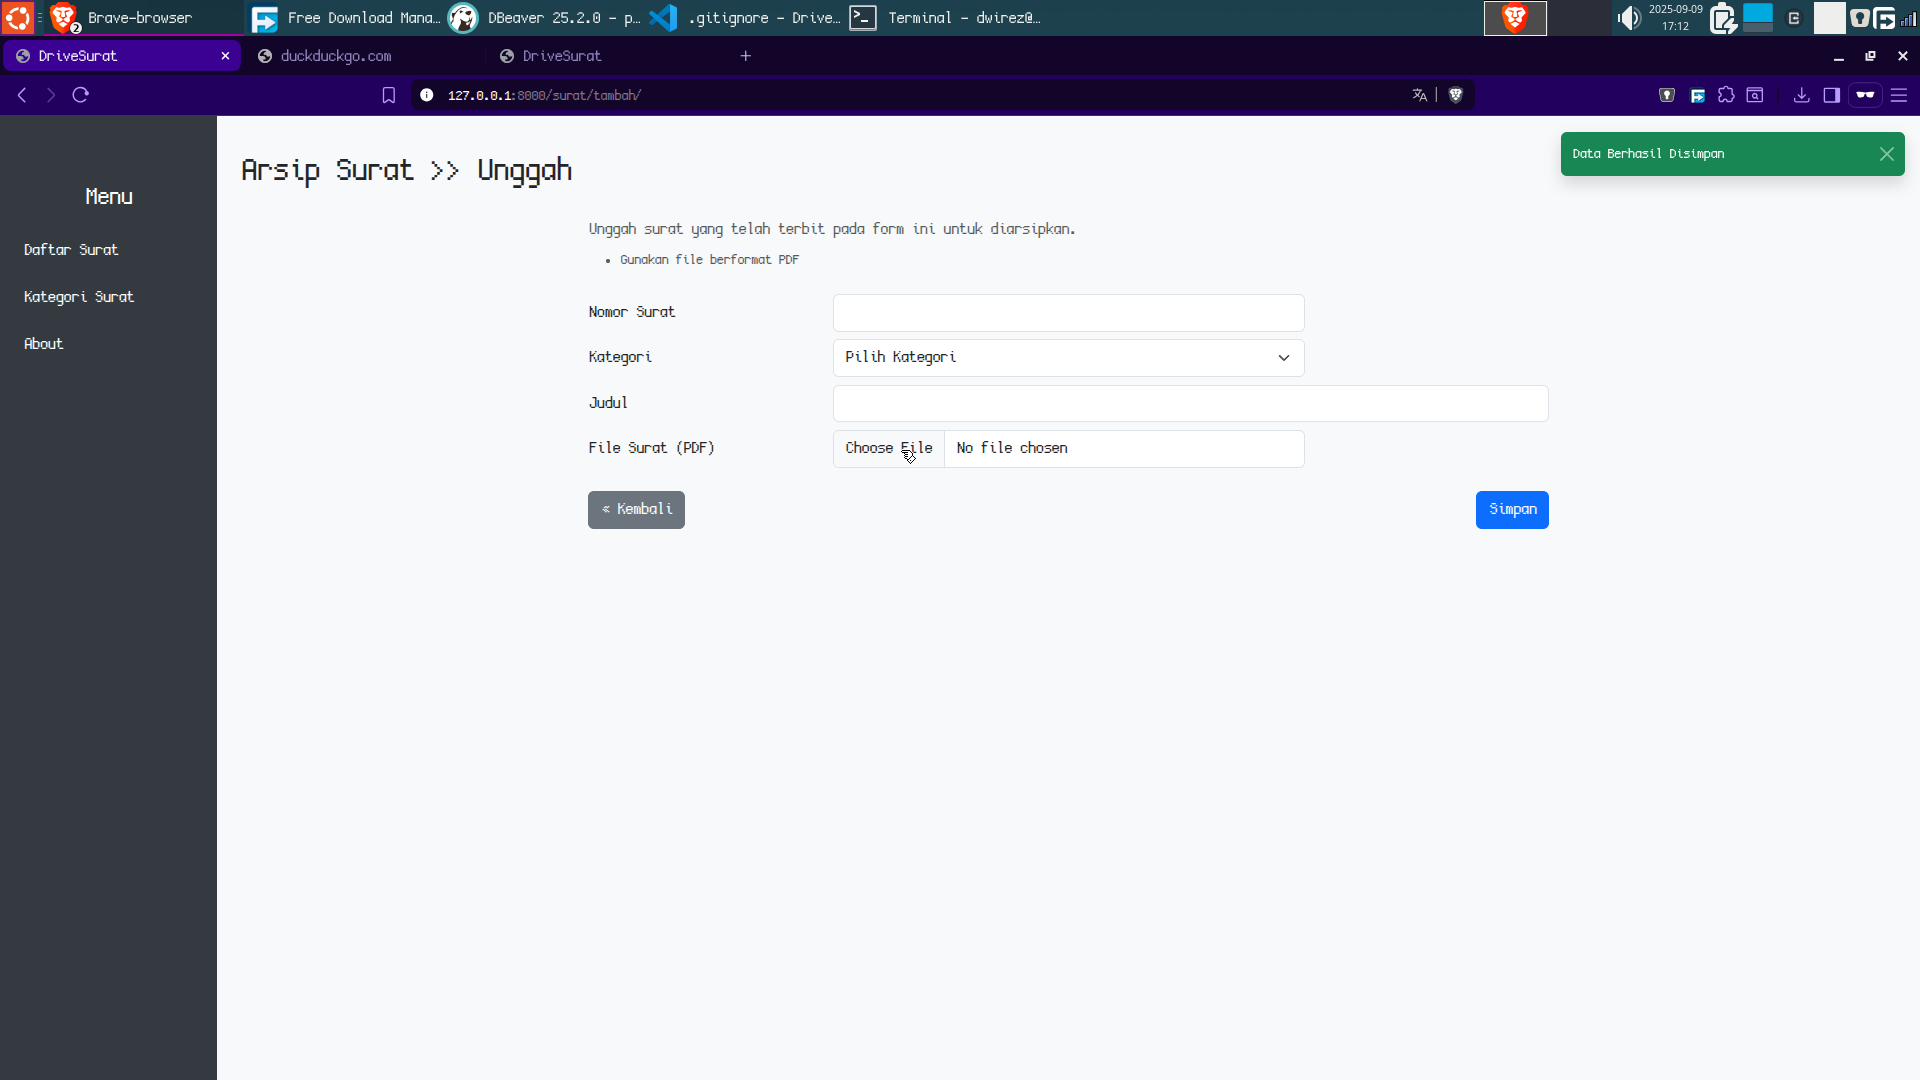 Brave-browser
2
Free Download Mana...
DBeaver 25.2.0 - p...
.gitignore - Drive...
Terminal - dwirez@...
2025-09-09
17:12
DriveSurat
duckduckgo.com
DriveSurat
127.0.0.1:8000/surat/tambah/
Menu
Daftar Surat
Kategori Surat
About
Arsip Surat >> Unggah
Data Berhasil Disimpan
Unggah surat yang telah terbit pada form ini untuk diarsipkan.
• Gunakan file berformat PDF
Nomor Surat
Kategori
Pilih Kategori
Judul
File Surat (PDF)
Choose File
No file chosen
« Kembali
Simpan